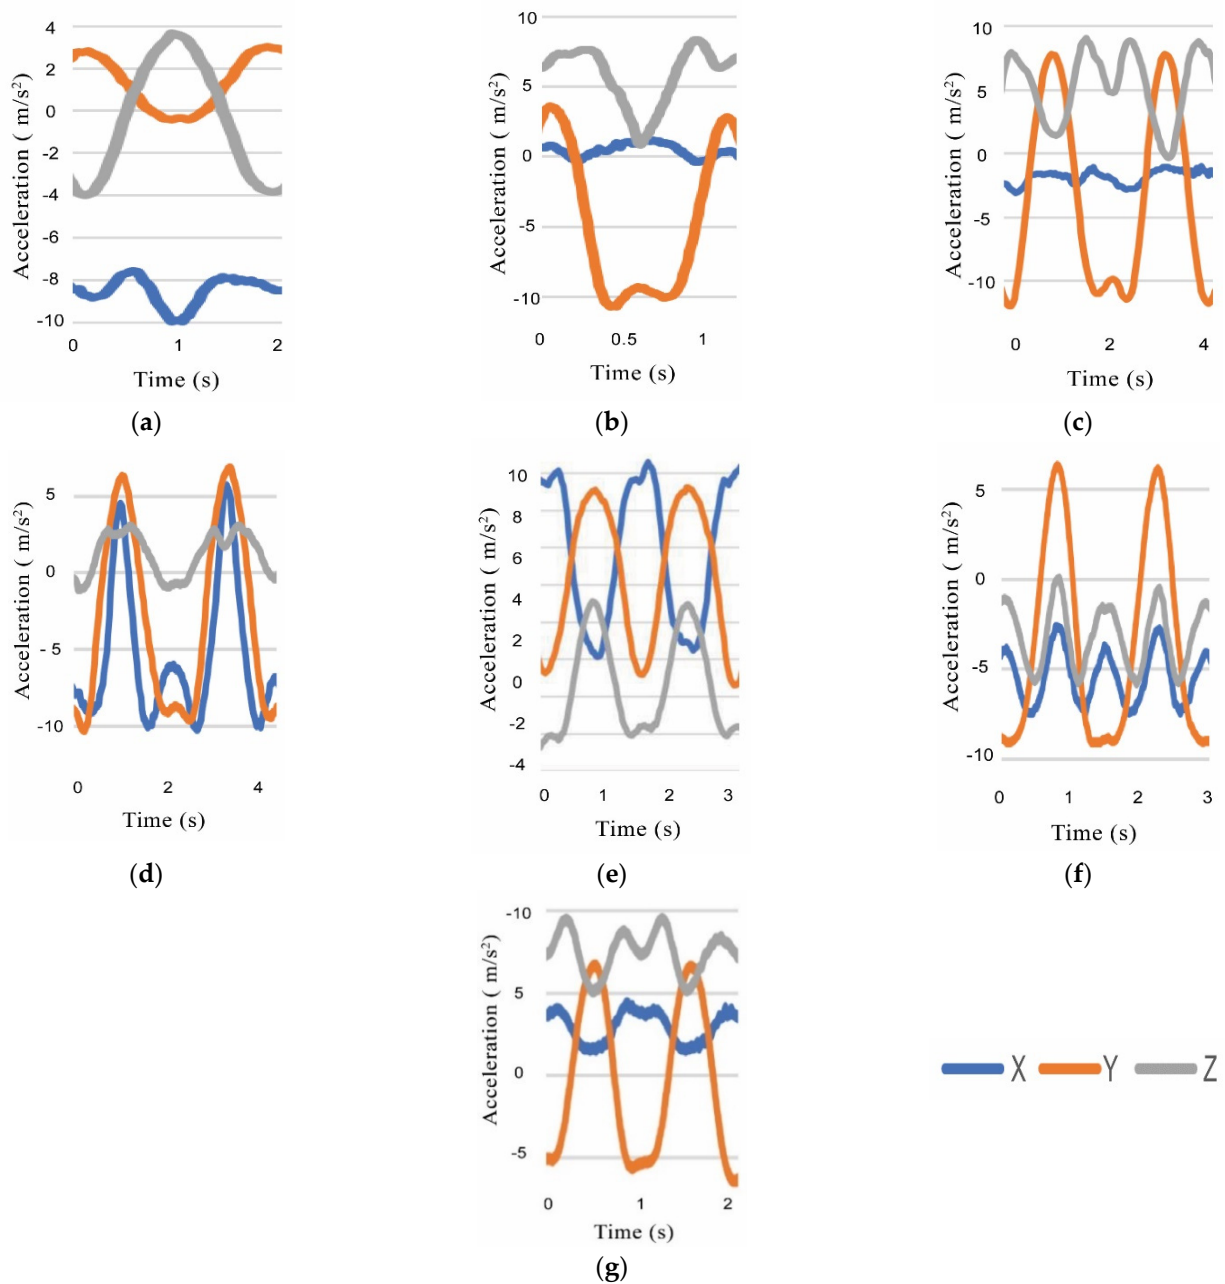 4
2
0
-2
-4
-6
-8
-10
Acceleration ( m/s2)
0 1 2
Time (s)
(a)
10
5
0
-5
-10
Acceleration ( m/s2)
0 0.5 1
Time (s)
(b)
10
5
0
-5
-10
Acceleration ( m/s2)
0 2 4
Time (s)
(c)
5
0
- 5
-10
Acceleration ( m/s2)
0 2 4
Time (s)
(d)
10
8
6
4
2
0
-2
-4
Acceleration ( m/s2)
0 1 2 3
Time (s)
(e)
5
0
-5
-10
Acceleration ( m/s2)
0 1 2 3
Time (s)
(f)
-10
5
0
-5
Acceleration ( m/s2)
0 1 2
Time (s)
(g)
X Y Z